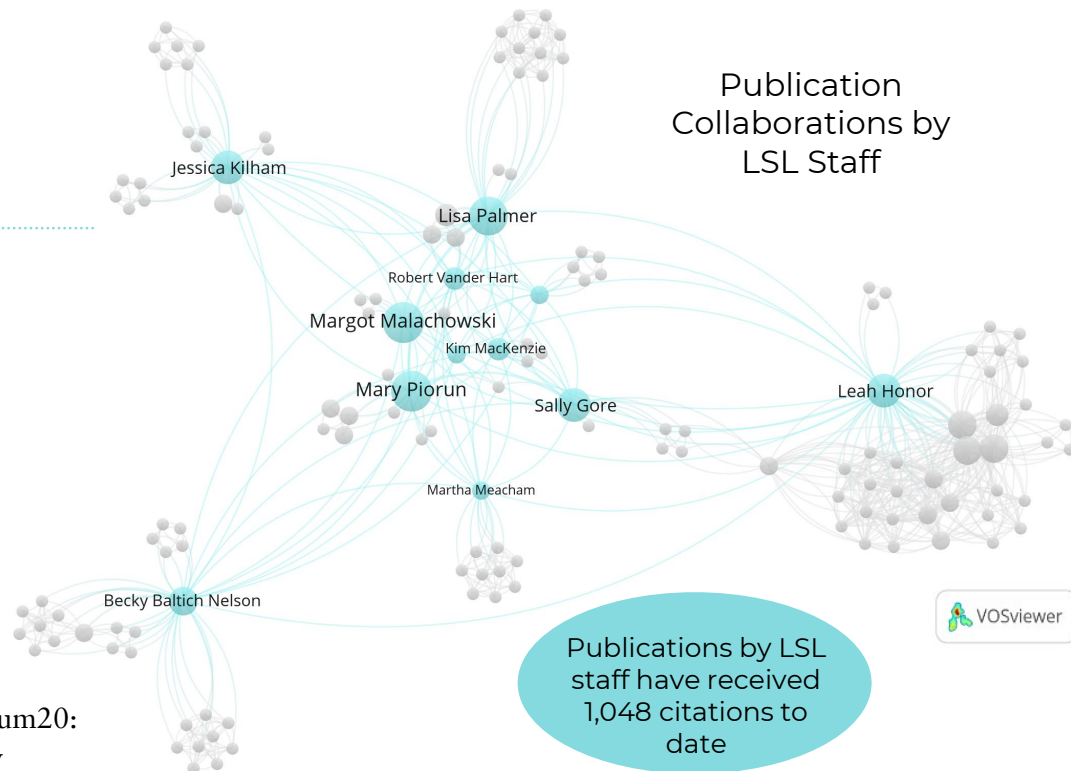 Publication
Collaborations by
LSL Staff
Jessica Kilham
Lisa Palmer
Robert Vander Hart
Margot Malachowski
Kim MacKenzie
Mary Piorun
Sally Gore
Leah Honor
Martha Meacham
Becky Baltich Nelson
VOSviewer
Publications by LSL
staff have received
1,048 citations to
date
um20: